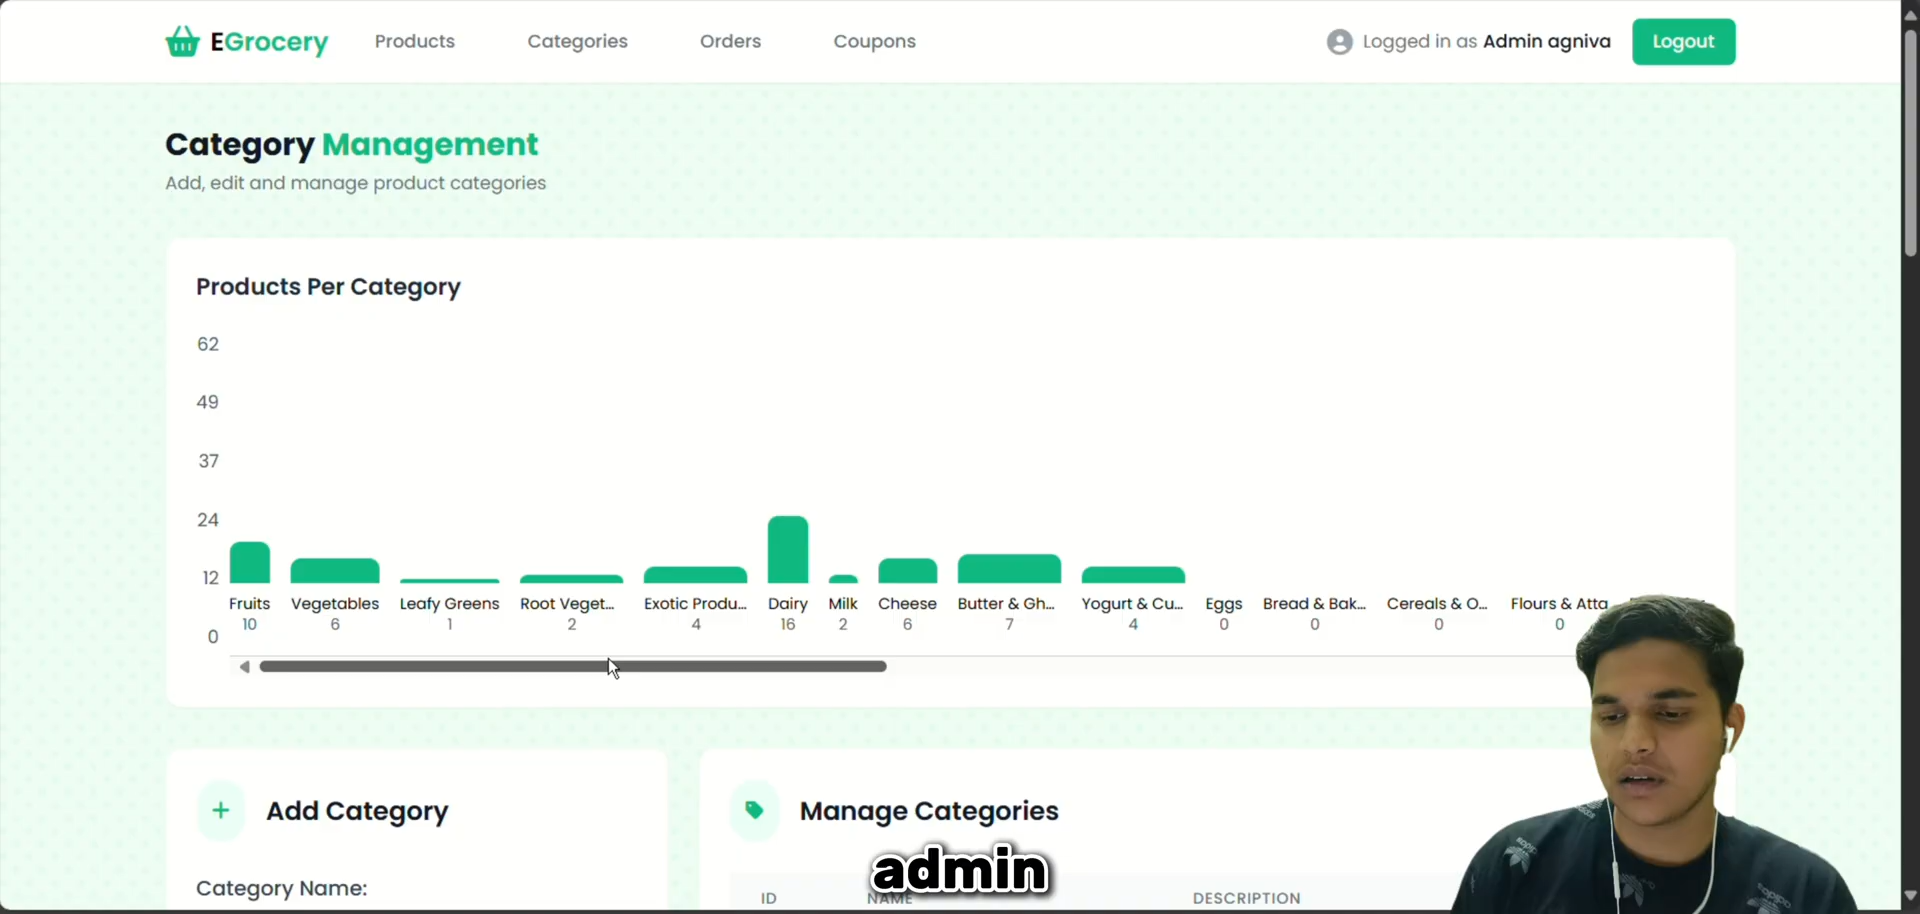 EGrocery
Products
Categories
Orders
Coupons
Logged in as Admin agniva
Logout
Category Management
Add, edit and manage product categories
Products Per Category
62
49
37
24
12
0
Fruits Vegetables Leafy Greens Root Veget... Exotic Produ... Dairy Milk Cheese Butter & Gh... Yogurt & Cu... Eggs Bread & Bak... Cereals & O... Flours & Atta
10 6 1 2 4 16 2 6 7 4 0 0 0 0
Add Category
Category Name:
Manage Categories
ID NAME DESCRIPTION
admin